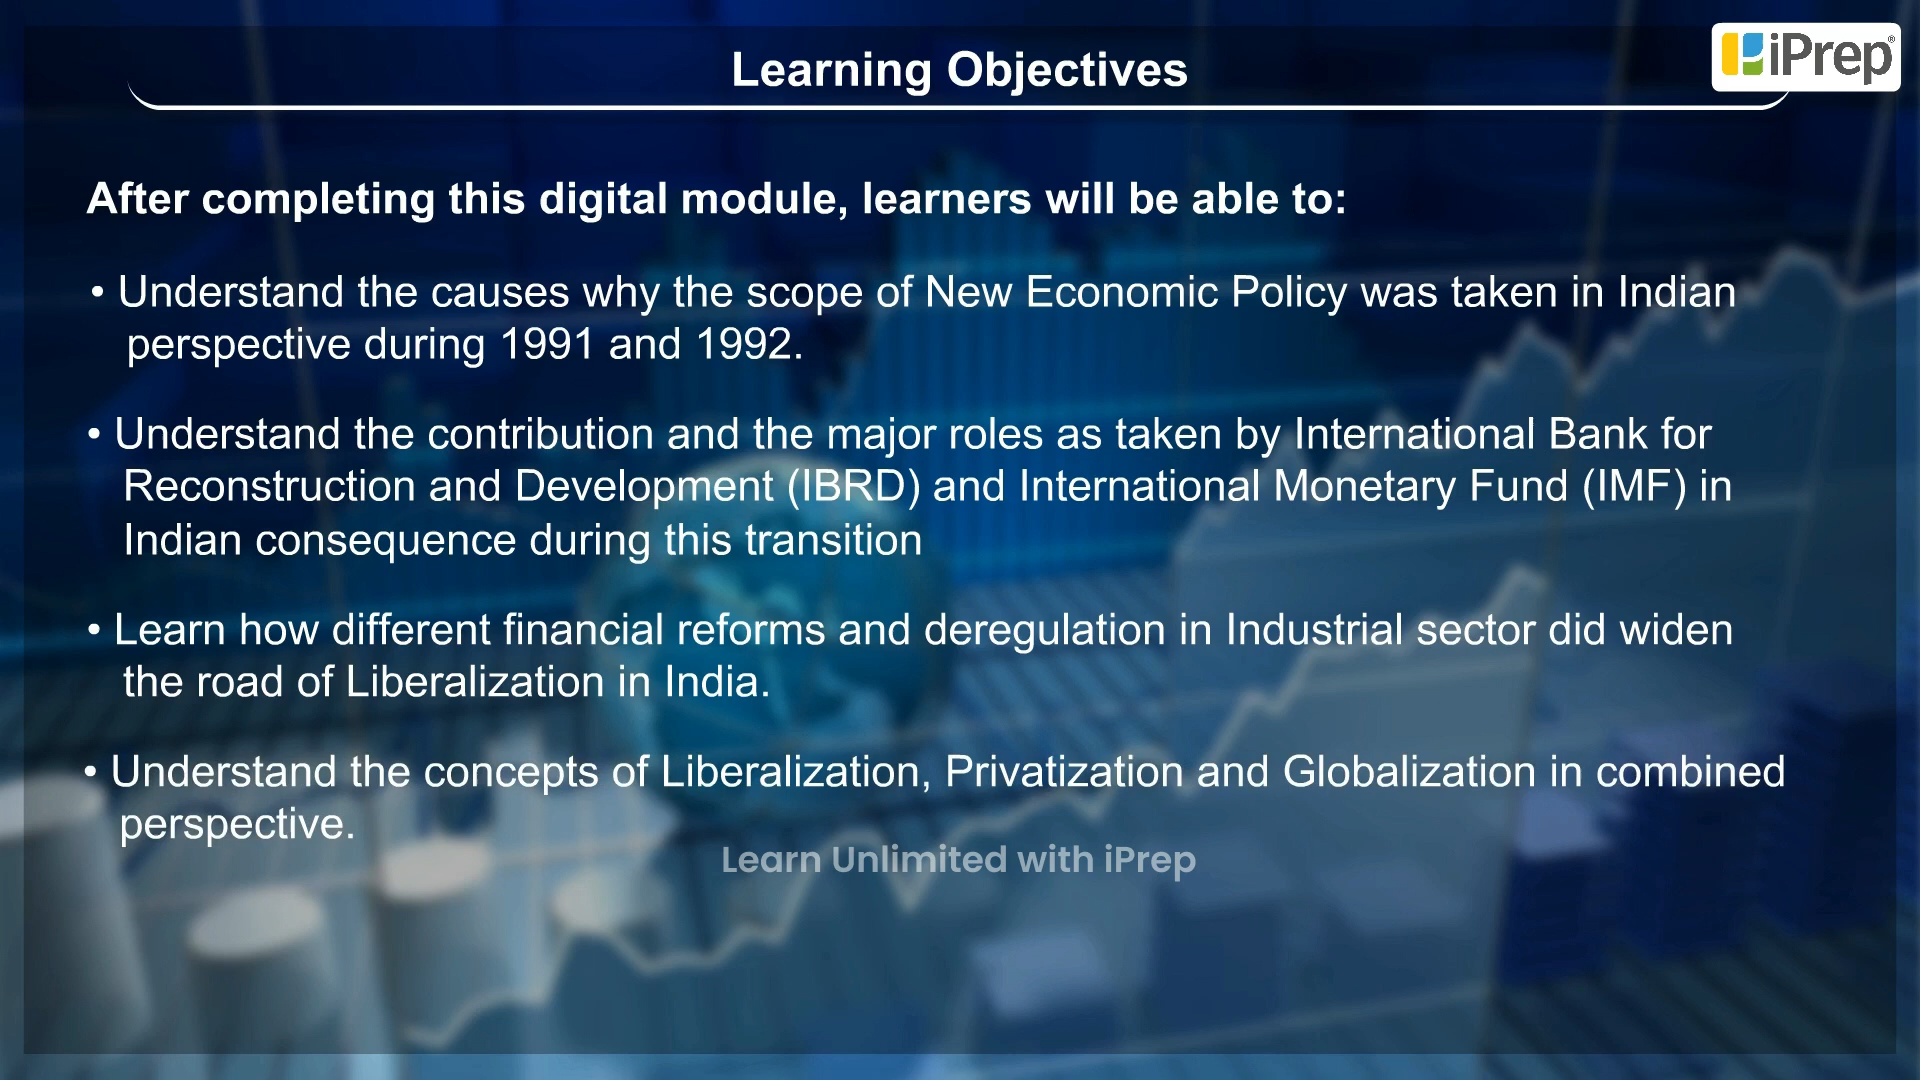 Learning Objectives
iPrep®
After completing this digital module, learners will be able to:
• Understand the causes why the scope of New Economic Policy was taken in Indian
perspective during 1991 and 1992.
• Understand the contribution and the major roles as taken by International Bank for
Reconstruction and Development (IBRD) and International Monetary Fund (IMF) in
Indian consequence during this transition
• Learn how different financial reforms and deregulation in Industrial sector did widen
the road of Liberalization in India.
• Understand the concepts of Liberalization, Privatization and Globalization in combined
perspective.
Learn Unlimited with iPrep